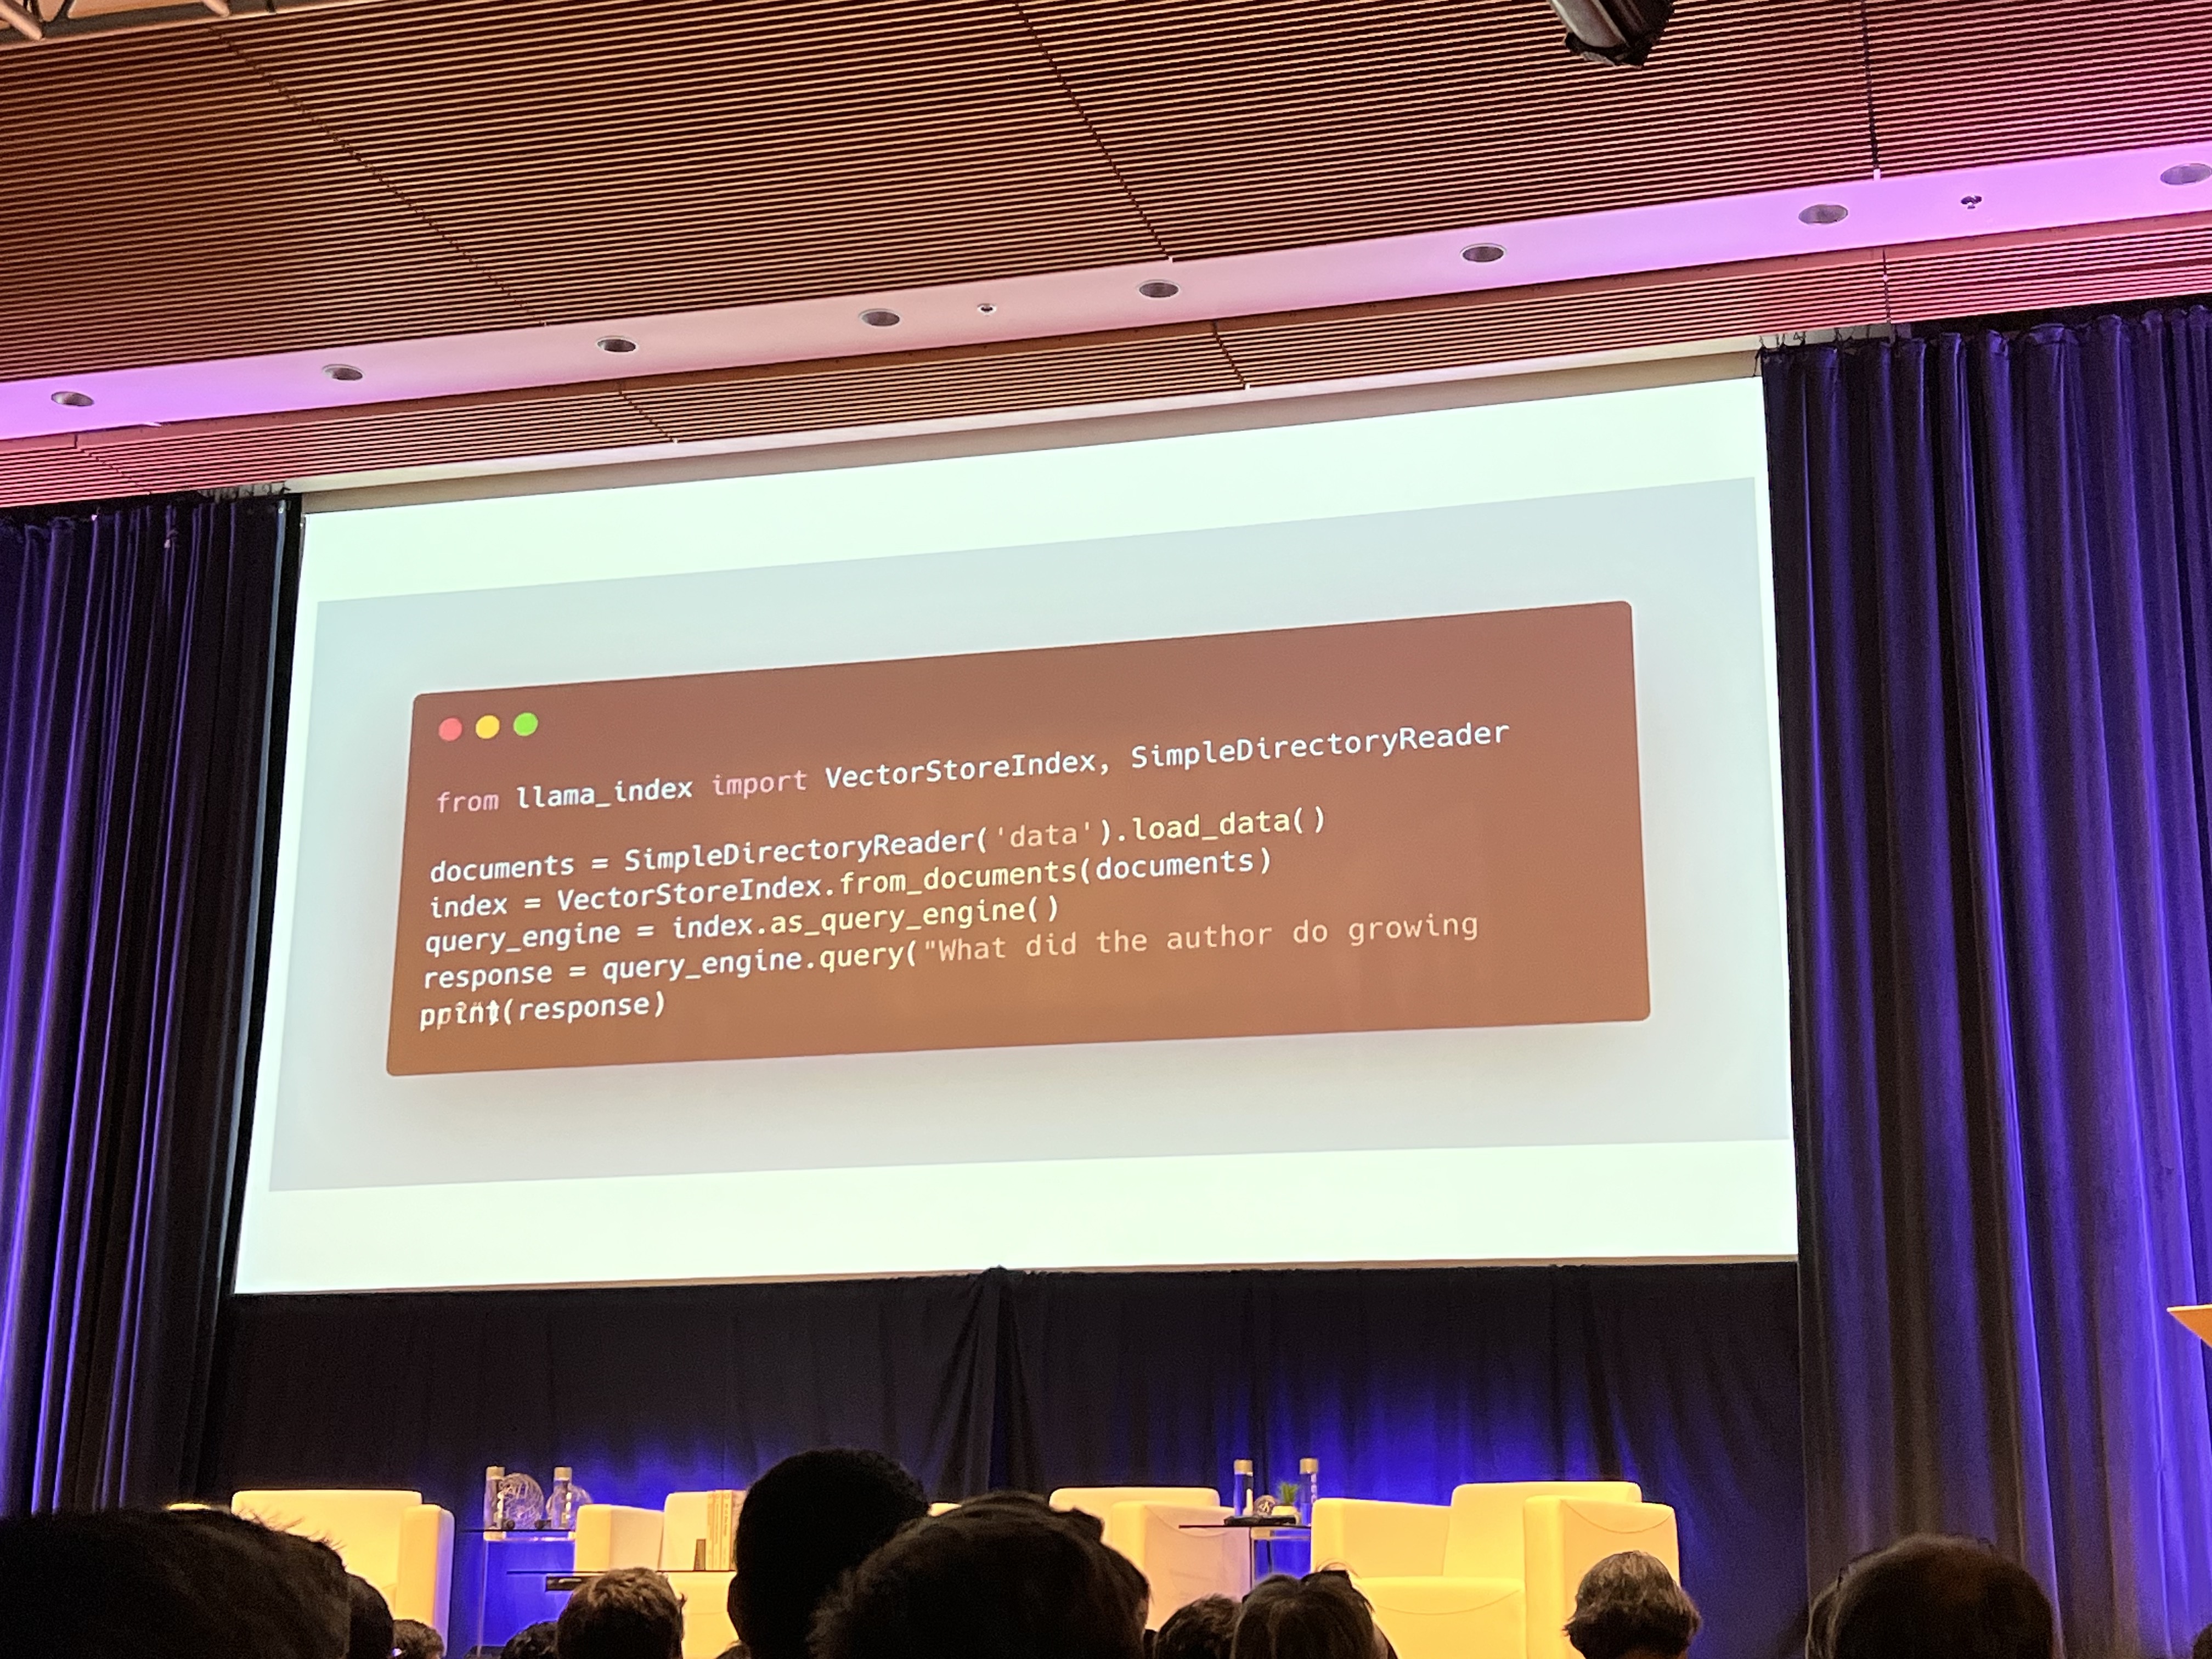 from llama_index import VectorStoreIndex, SimpleDirectoryReader
documents = SimpleDirectoryReader('data').load_data()
index = VectorStoreIndex.from_documents(documents)
query_engine = index.as_query_engine()
response = query_engine.query("What did the author do growing
(response)